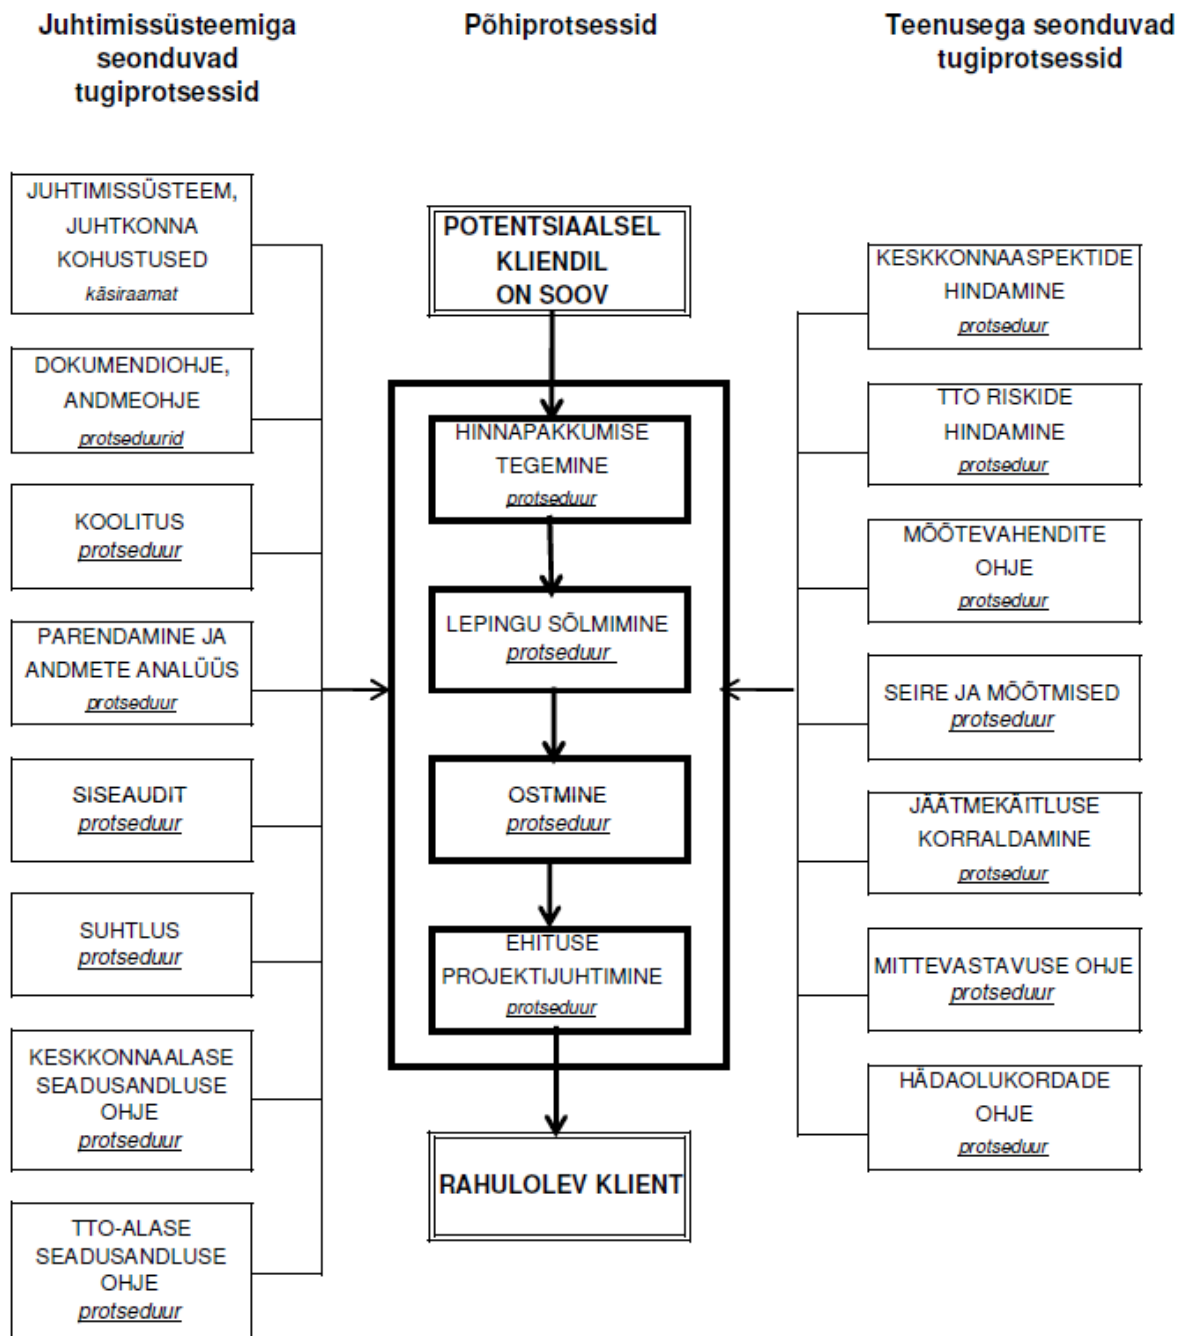 Juhtimissüsteemiga
seonduvad
tugiprotsessid
Põhiprotsessid
Teenusega seonduvad
tugiprotsessid
JUHTIMISSÜSTEEM,
JUHTKONNA
KOHUSTUSED
käsiraamat
DOKUMENDIOHJE,
ANDMEOHJE
protseduurid
KOOLITUS
protseduur
PARENDAMINE JA
ANDMETE ANALÜÜS
protseduur
SISEAUDIT
protseduur
SUHTLUS
protseduur
KESKKONNAALASE
SEADUSANDLUSE
OHJE
protseduur
TTO-ALASE
SEADUSANDLUSE
OHJE
protseduur
POTENTSIAALSEL
KLIENDIL
ON SOOV
HINNAPAKKUMISE
TEGEMINE
protseduur
LEPINGU SÕLMIMINE
protseduur
OSTMINE
protseduur
EHITUSE
PROJEKTIJUHTIMINE
protseduur
RAHULOLEV KLIENT
KESKKONNAASPEKTIDE
HINDAMINE
protseduur
TTO RISKIDE
HINDAMINE
protseduur
MÕÕTEVAHENDITE
OHJE
protseduur
SEIRE JA MÕÕTMISED
protseduur
JÄÄTMEKÄITLUSE
KORRALDAMINE
protseduur
MITTEVASTAVUSE OHJE
protseduur
HÄDAOLUKORDADE
OHJE
protseduur